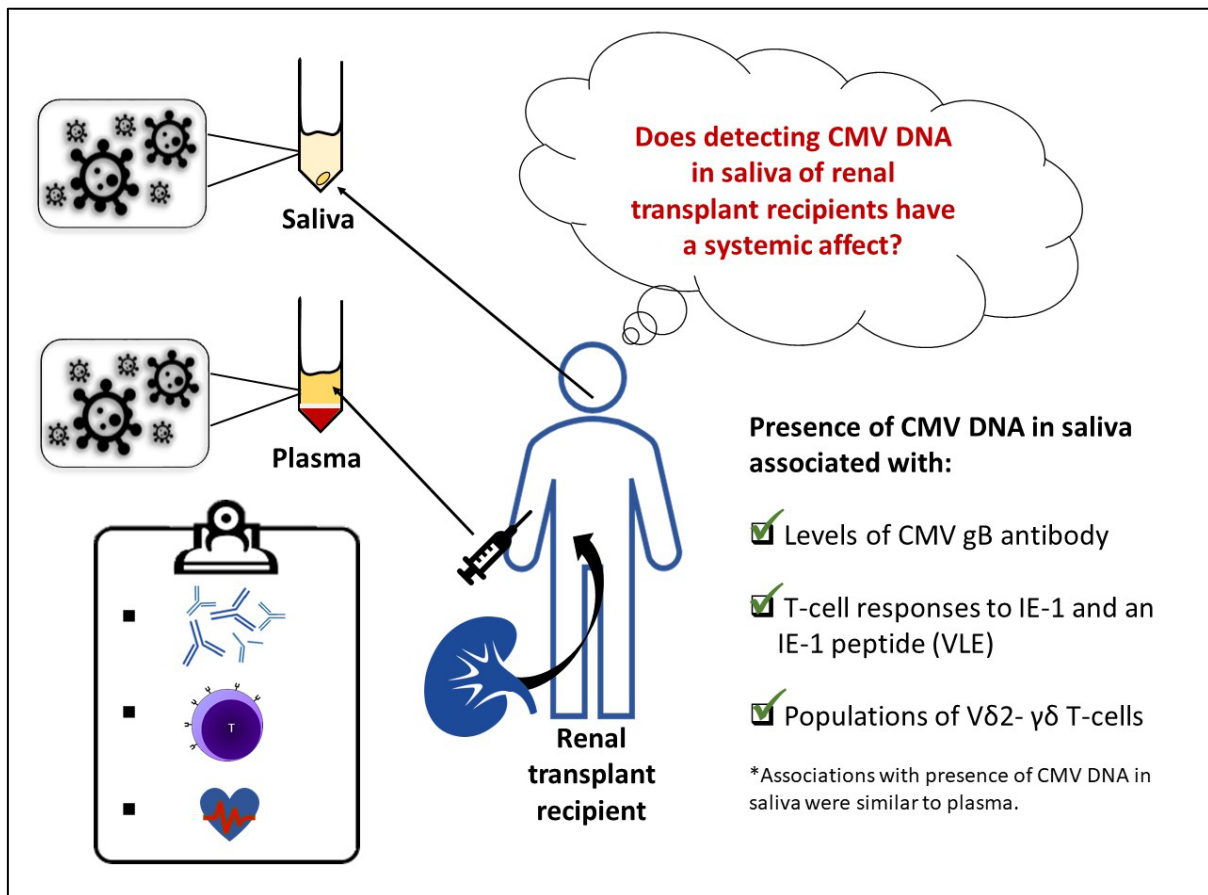 Does detecting CMV DNA
in saliva of renal
transplant recipients have
a systemic affect?
Saliva
Plasma
T
Renal
transplant
recipient
Presence of CMV DNA in saliva
associated with:
Levels of CMV gB antibody
T-cell responses to IE-1 and an
IE-1 peptide (VLE)
Populations of Vδ2- γδ T-cells
*Associations with presence of CMV DNA in
saliva were similar to plasma.